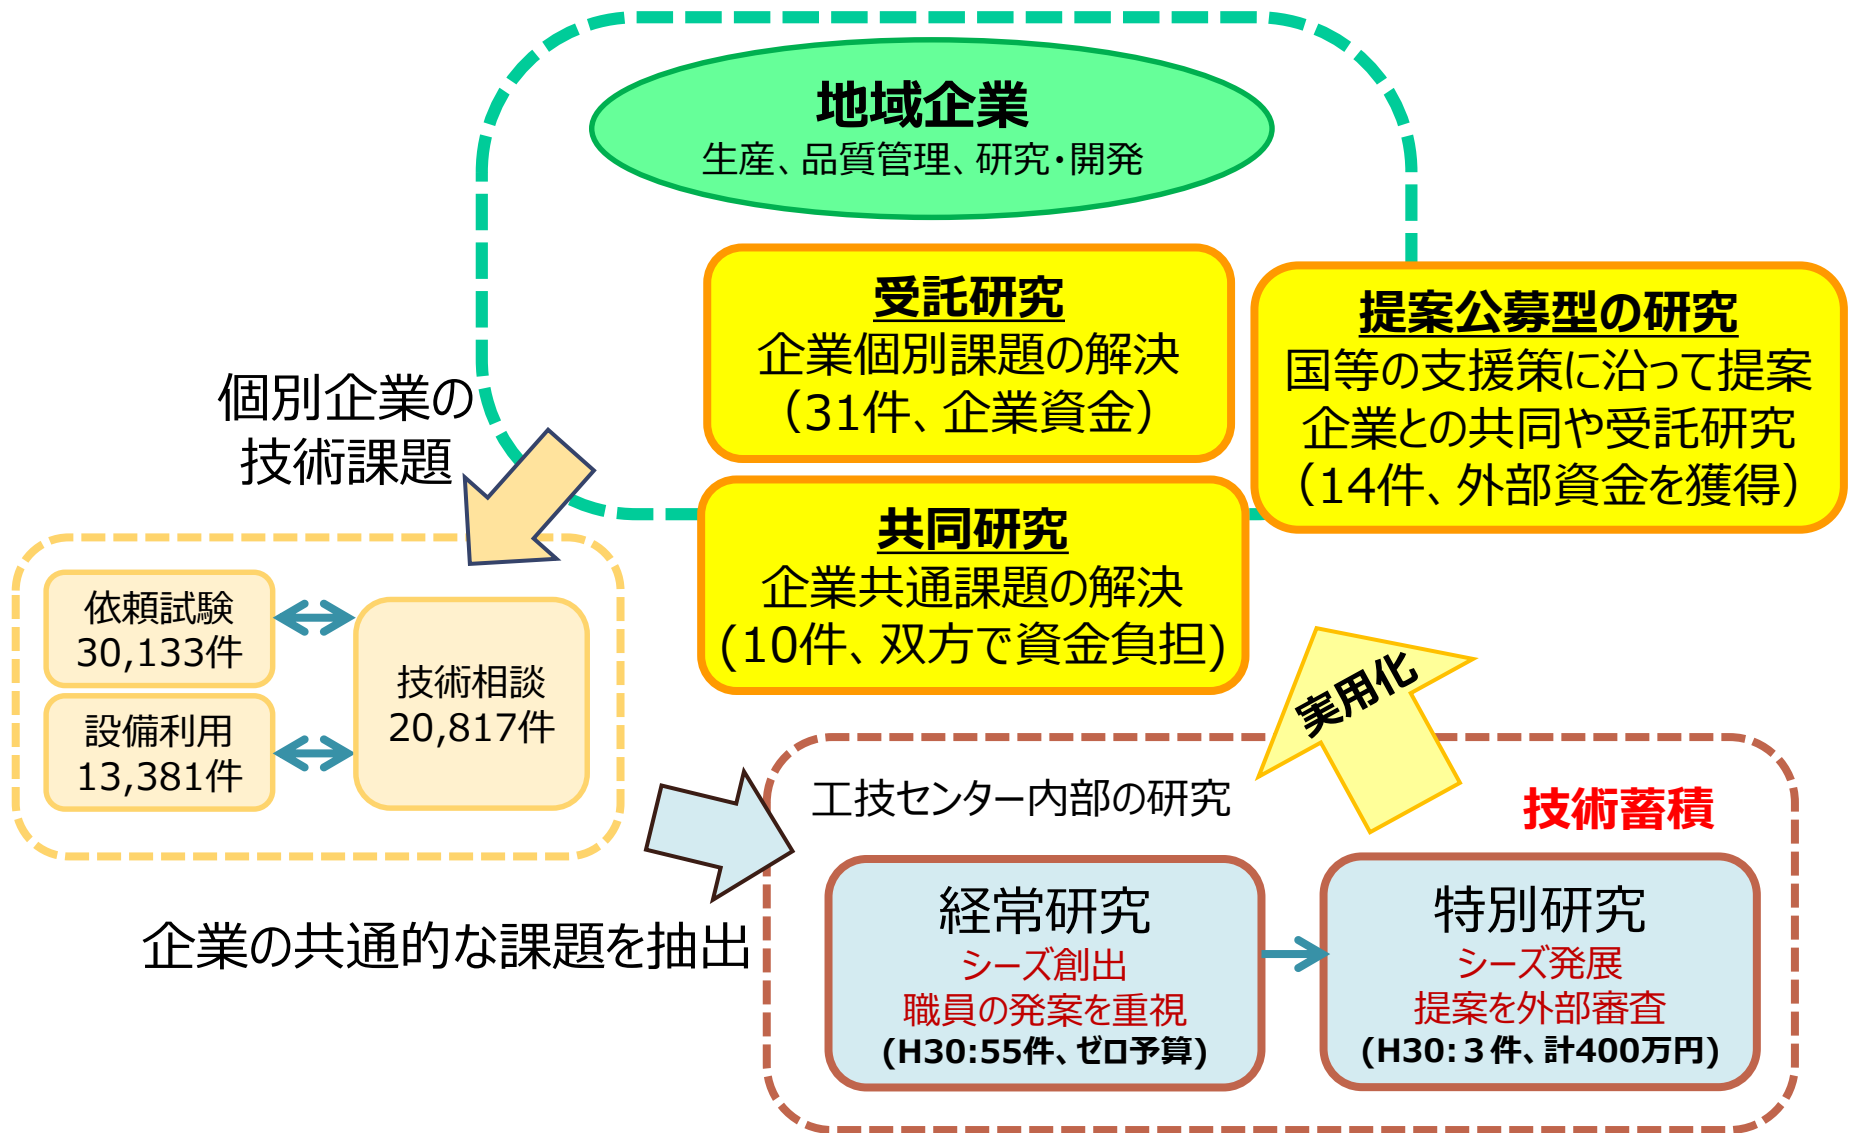 地域企業
生産、品質管理、研究・開発
受託研究
企業個別課題の解決
（31件、企業資金）
提案公募型の研究
国等の支援策に沿って提案
企業との共同や受託研究
（14件、外部資金を獲得）
個別企業の
技術課題
共同研究
企業共通課題の解決
(10件、双方で資金負担)
依頼試験
30,133件
設備利用
13,381件
技術相談
20,817件
実用化
工技センター内部の研究
技術蓄積
企業の共通的な課題を抽出
経常研究
シーズ創出
職員の発案を重視
(H30:55件、ゼロ予算)
特別研究
シーズ発展
提案を外部審査
(H30:３件、計400万円)